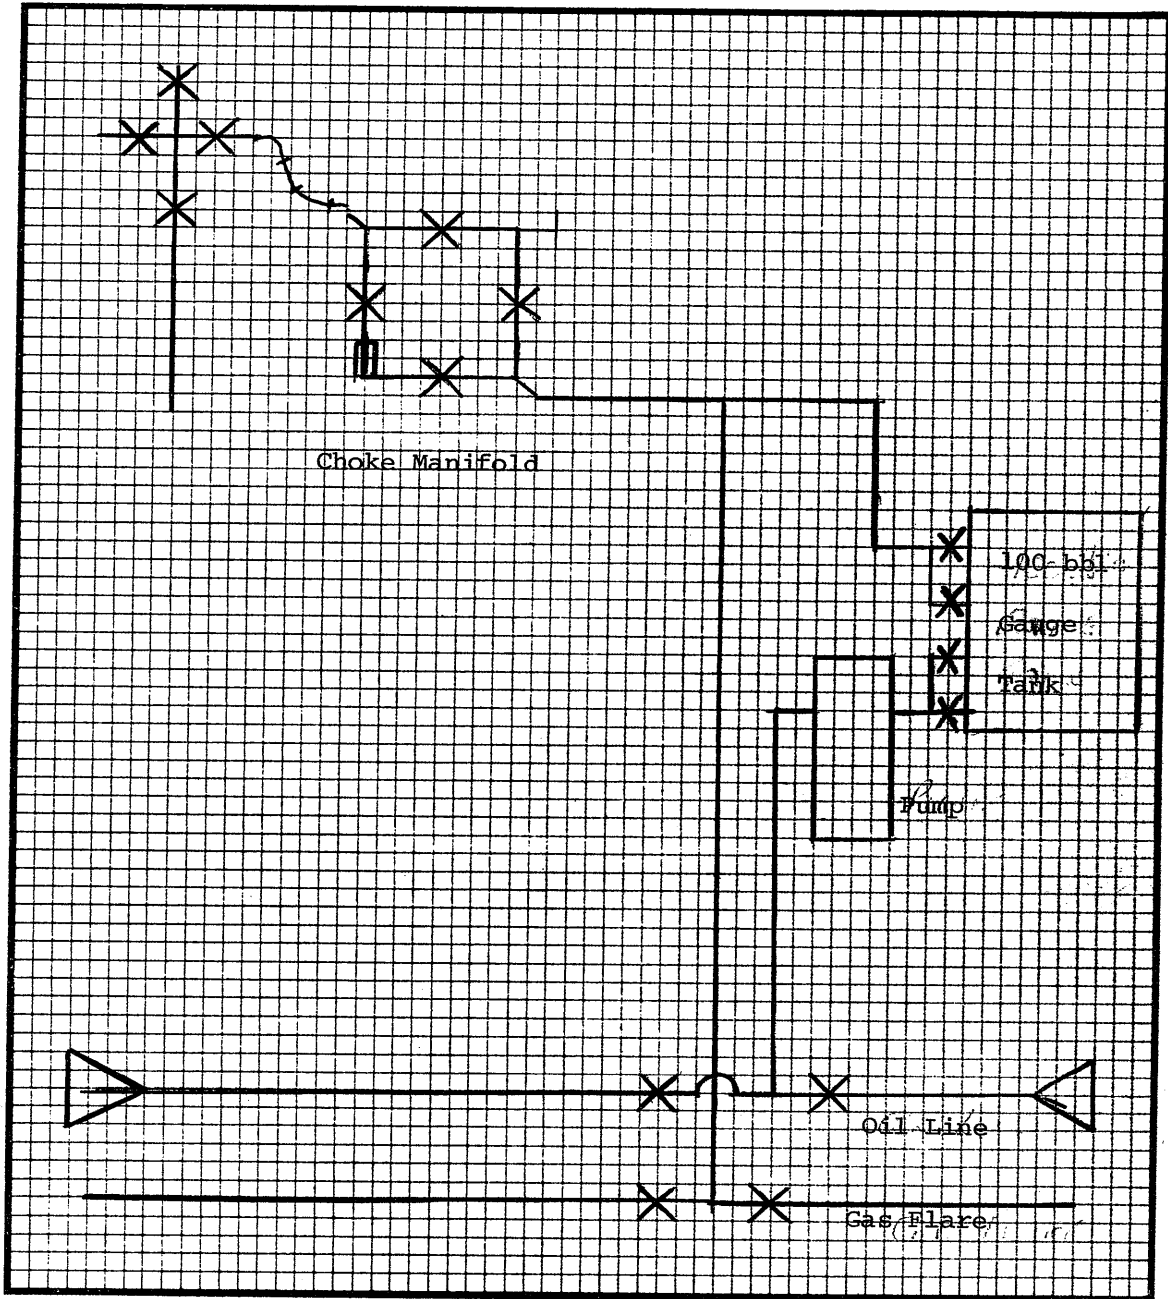 Choke Manifold
100 bbl
Gauge
Tank
Pump
Oil Line
Gas Flare